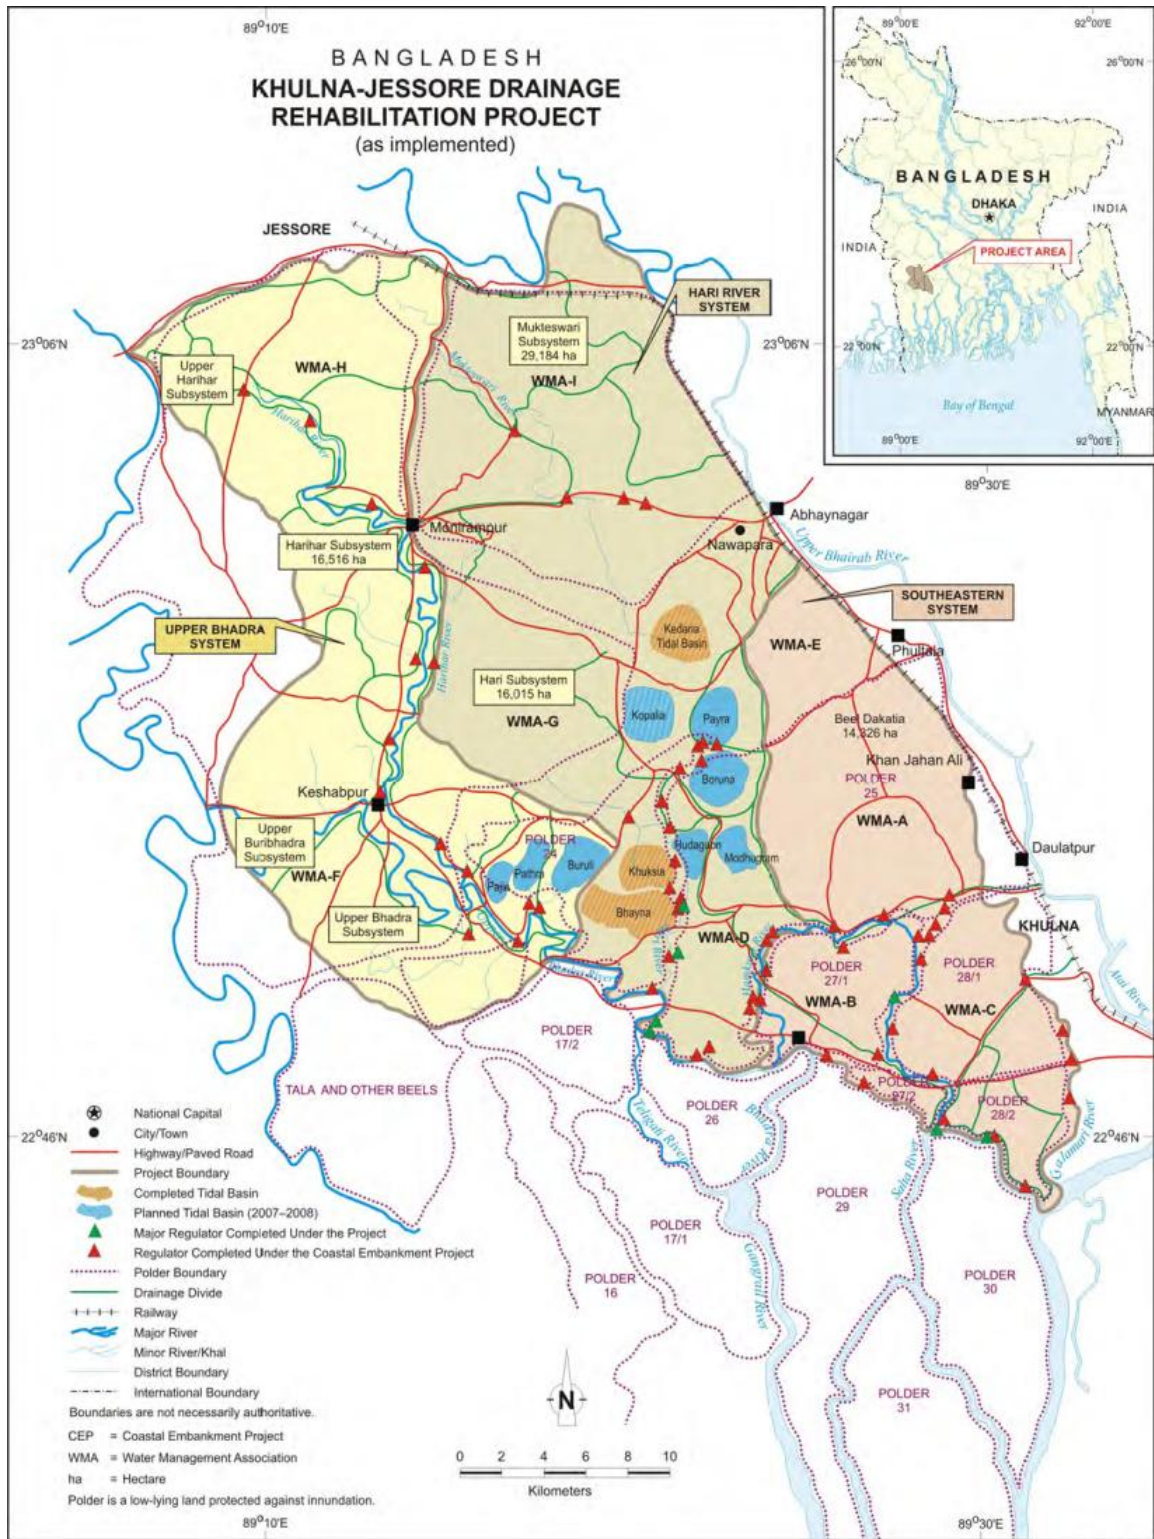 89°10'E
BANGLADESH
KHULNA-JESSORE DRAINAGE
REHABILITATION PROJECT
(as implemented)
89°00'E
92°00'E
26°00'N
26°00'N
BANGLADESH
DHAKA
INDIA
INDIA
PROJECT AREA
22°00'N
22°00'N
Bay of Bengal
MYANMAR
89°00'E
92°00'E
JESSORE
HARI RIVER
SYSTEM
23°06'N
23°06'N
Mukteswari
Subsystem
29,184 ha
WMA-I
WMA-H
Upper
Harihar
Subsystem
Harihar River
Mukteswari River
89°30'E
Abhaynagar
Monirampur
Nawapara
Upper Bhairab River
Harihar Subsystem
16,516 ha
SOUTHEASTERN
SYSTEM
UPPER BHADRA
SYSTEM
Harihar River
Kedaria
Tidal Basin
WMA-E
Phultala
Hari Subsystem
16,015 ha
WMA-G
Kopalia
Payra
Beel Dakatia
14,326 ha
Khan Jahan Ali
Boruna
POLDER
25
Keshabpur
WMA-A
Upper
Buribhadra
Subsystem
WMA-F
POLDER
24
Buruli
Pathra
Rudagabn
Modhugram
Khuksia
Daulatpur
Bhayna
Upper Bhadra
Subsystem
WMA-D
KHULNA
POLDER
27/1
POLDER
28/1
WMA-B
WMA-C
Atai River
POLDER
17/2
TALA AND OTHER BEELS
POLDER
26
POLDER
27/2
POLDER
28/2
Teligati River
Bhadra River
Salta River
Gajamari River
22°46'N
22°46'N
POLDER
29
POLDER
17/1
POLDER
16
Gangrail River
POLDER
30
POLDER
31
National Capital
City/Town
Highway/Paved Road
Project Boundary
Completed Tidal Basin
Planned Tidal Basin (2007–2008)
Major Regulator Completed Under the Project
Regulator Completed Under the Coastal Embankment Project
Polder Boundary
Drainage Divide
Railway
Major River
Minor River/Khal
District Boundary
International Boundary
Boundaries are not necessarily authoritative.
CEP = Coastal Embankment Project
WMA = Water Management Association
ha = Hectare
Polder is a low-lying land protected against innundation.
N
0 2 4 6 8 10
Kilometers
89°10'E
89°30'E